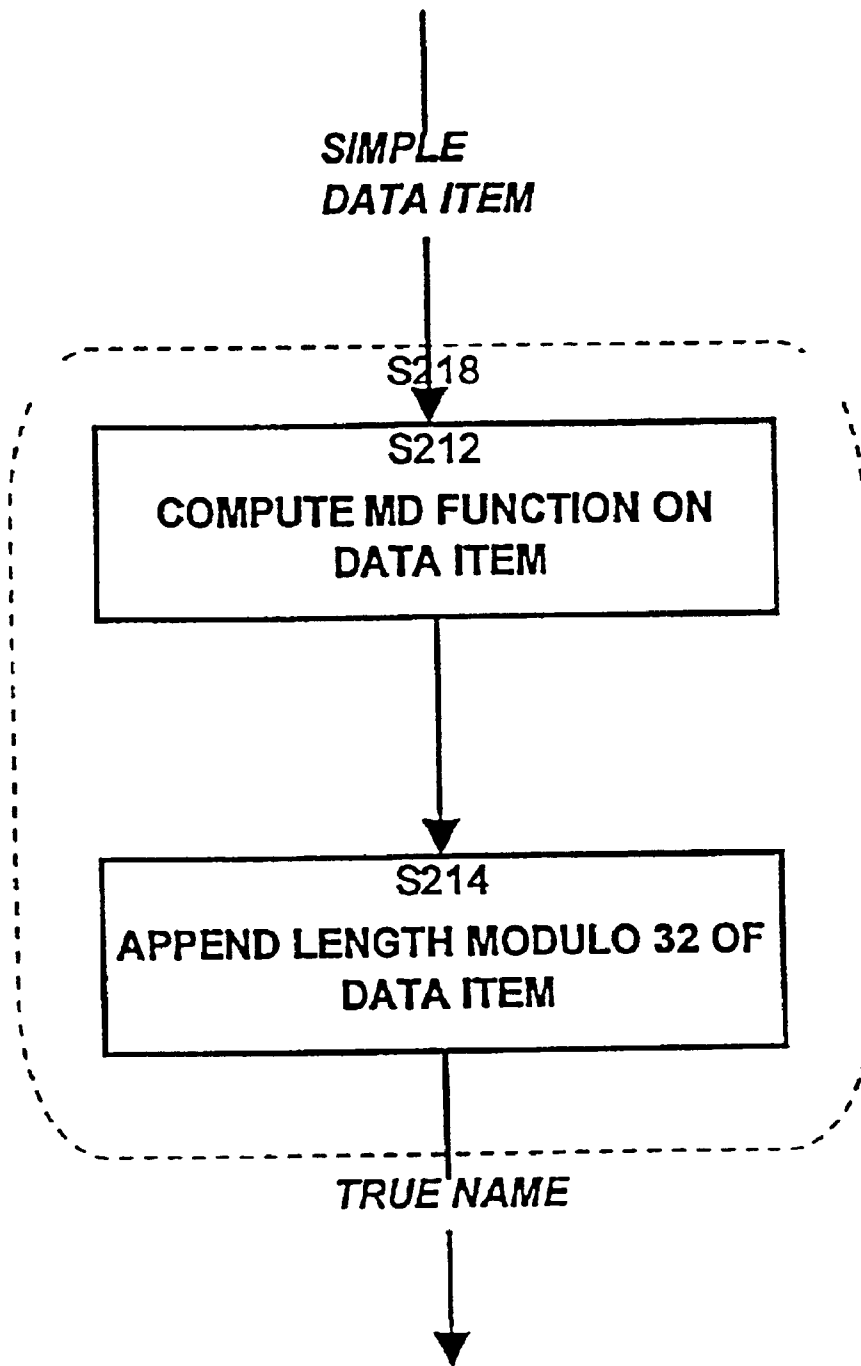 SIMPLE
DATA ITEM
S218
S212
COMPUTE MD FUNCTION ON
DATA ITEM
S214
APPEND LENGTH MODULO 32 OF
DATA ITEM
TRUE NAME